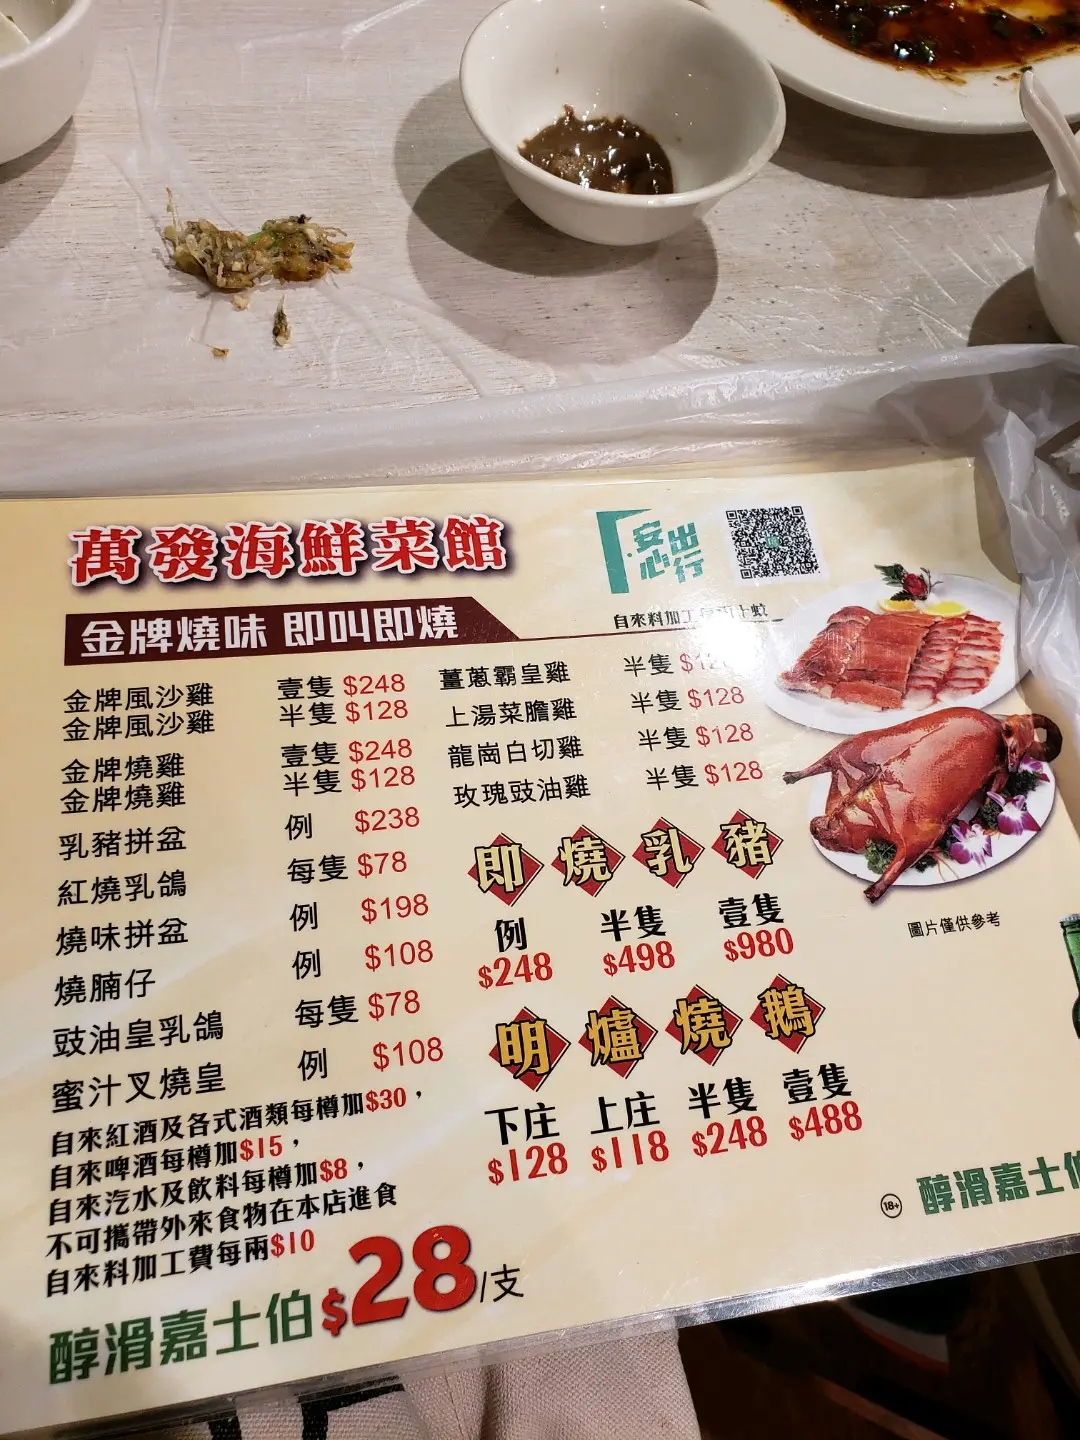 萬發海鮮菜館
安心出行
金牌燒味 即叫即燒
自來料加工
金牌風沙雞 壹隻 $248
金牌風沙雞 半隻 $128
金牌燒雞 壹隻 $248
金牌燒雞 半隻 $128
乳豬拼盆 例 $238
紅燒乳鴿 每隻 $78
燒味拼盆 例 $198
燒腩仔 例 $108
豉油皇乳鴿 每隻 $78
蜜汁叉燒皇 例 $108
薑蔥霸皇雞 半隻
上湯菜膽雞 半隻 $128
龍崗白切雞 半隻 $128
玫瑰豉油雞 半隻 $128
即燒乳豬
例 半隻 壹隻
$248 $498 $980
明爐燒鵝
下庄 上庄 半隻 壹隻
$128 $118 $248 $488
圖片僅供參考
自來紅酒及各式酒類每樽加$30，
自來啤酒每樽加$15，
自來汽水及飲料每樽加$8，
不可攜帶外來食物在本店進食
自來料加工費每兩$10
醇滑嘉士伯$28/支
18+ 醇滑嘉士伯